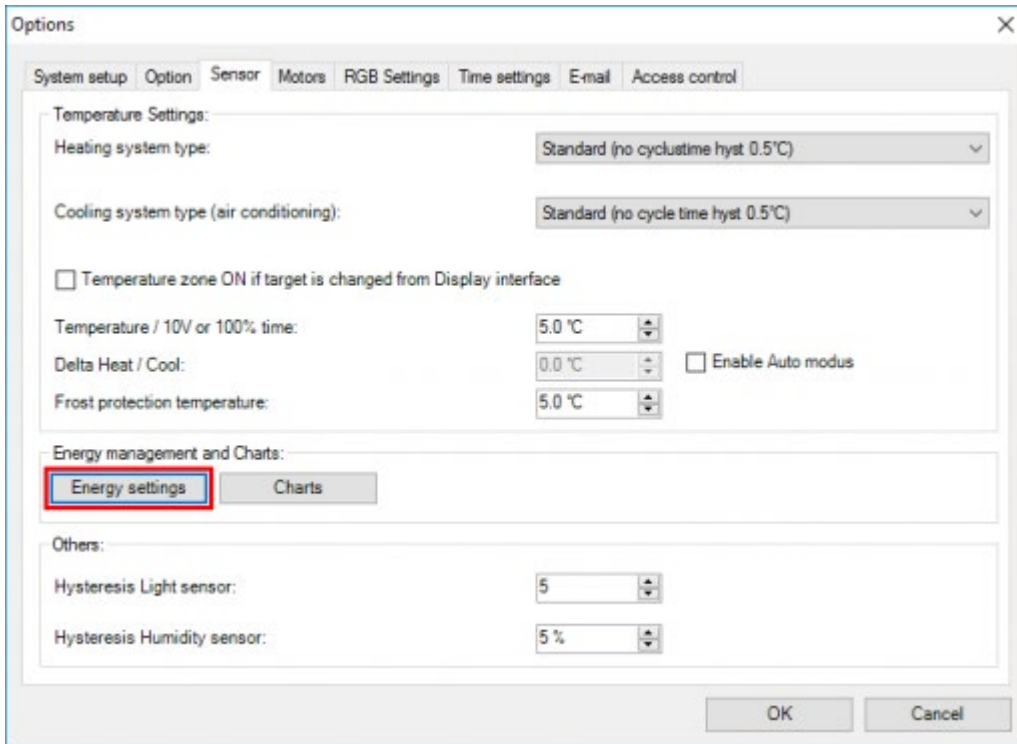 Options
System setup Option Sensor Motors RGB Settings Time settings E-mail Access control
Temperature Settings:
Heating system type: Standard (no cyclustime hyst 0.5°C)
Cooling system type (air conditioning): Standard (no cycle time hyst 0.5°C)
Temperature zone ON if target is changed from Display interface
Temperature / 10V or 100% time: 5.0 °C
Delta Heat / Cool: 0.0 °C Enable Auto modus
Frost protection temperature: 5.0 °C
Energy management and Charts:
Energy settings Charts
Others:
Hysteresis Light sensor: 5
Hysteresis Humidity sensor: 5 %
OK Cancel